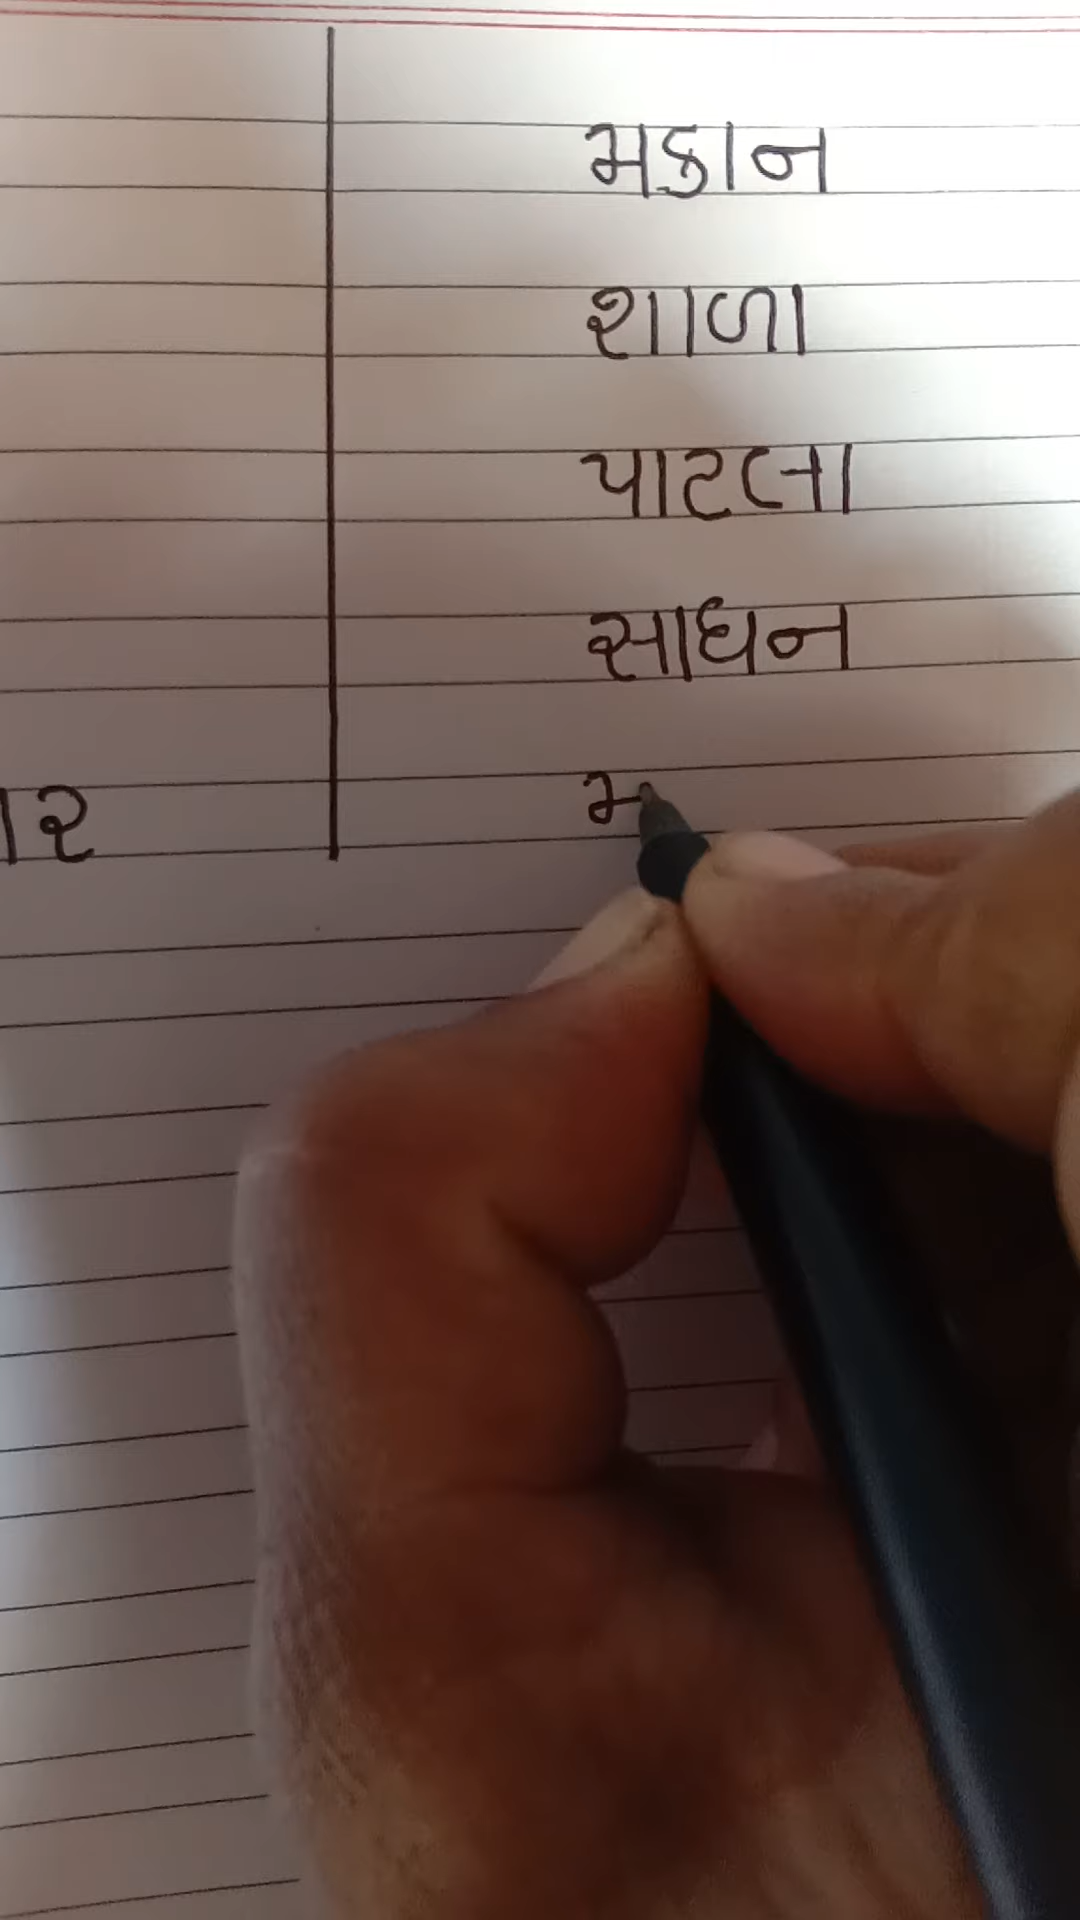 મકાન
શાળા
પાટલા
સાધન
ાર મ